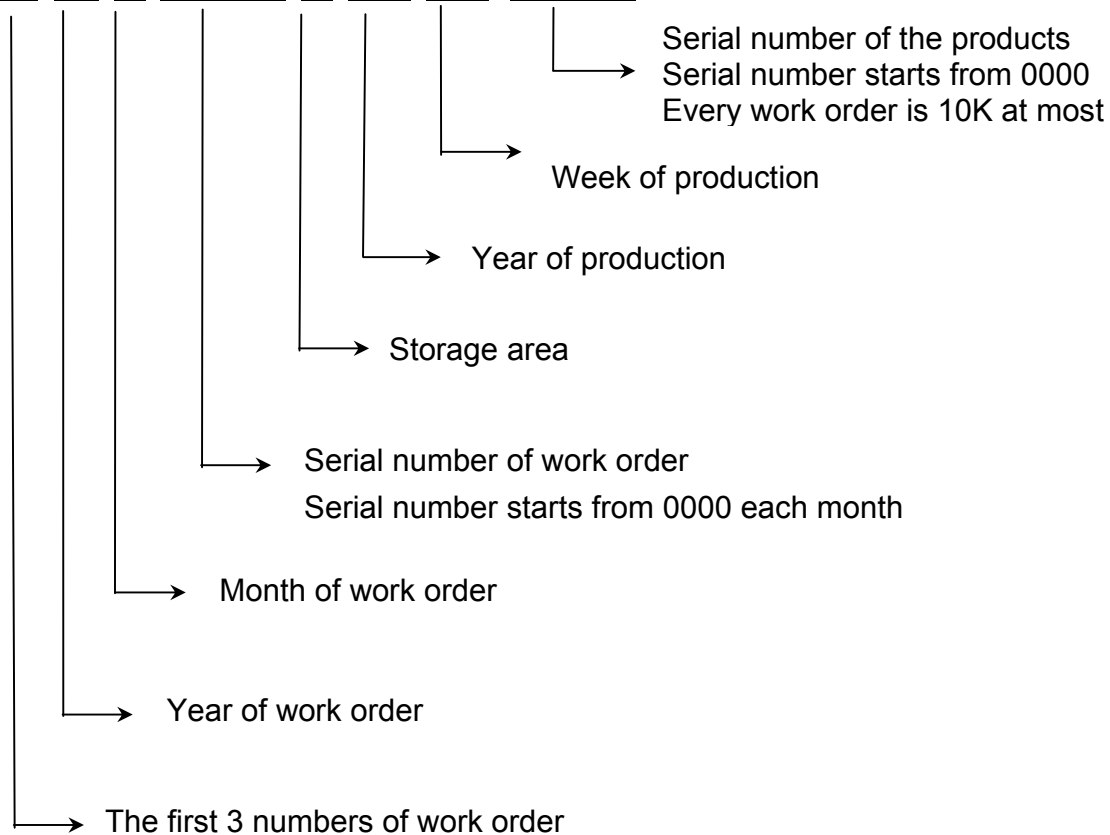 Serial number of the products
Serial number starts from 0000
Every work order is 10K at most
Week of production
Year of production
Storage area
Serial number of work order
Serial number starts from 0000 each month
Month of work order
Year of work order
The first 3 numbers of work order